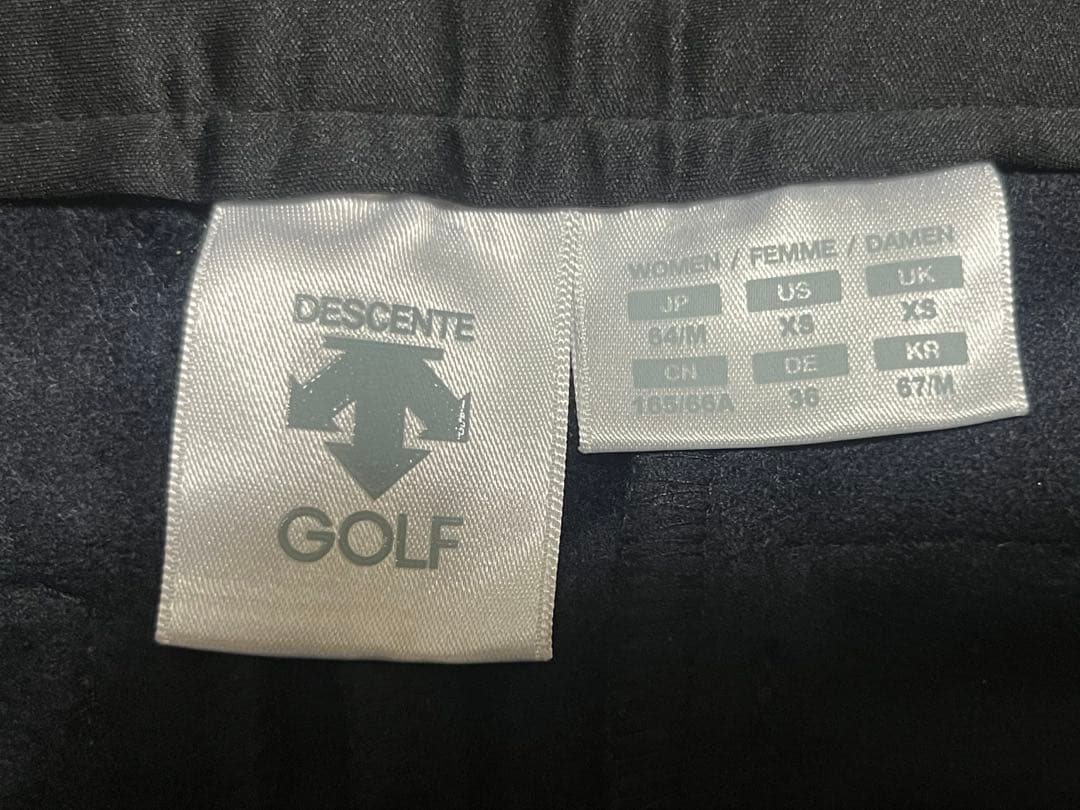 DESCENTE
GOLF
WOMEN / FEMME / DAMEN
JP US UK
64/M XS XS
CN DE KR
165/66A 36 67/M